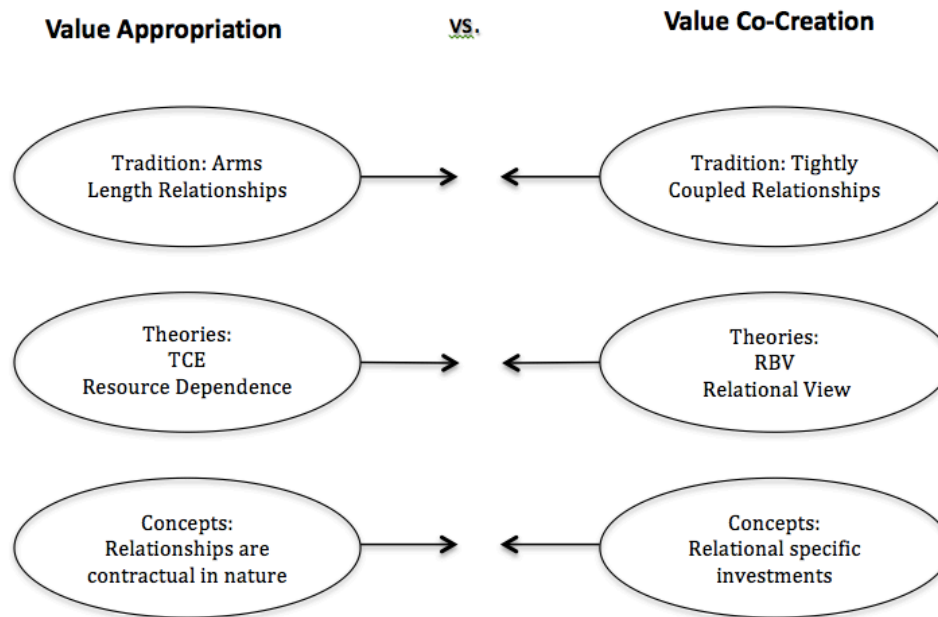 Value Appropriation vs. Value Co-Creation
Tradition: Arms
Length Relationships
Tradition: Tightly
Coupled Relationships
Theories:
TCE
Resource Dependence
Theories:
RBV
Relational View
Concepts:
Relationships are
contractual in nature
Concepts:
Relational specific
investments